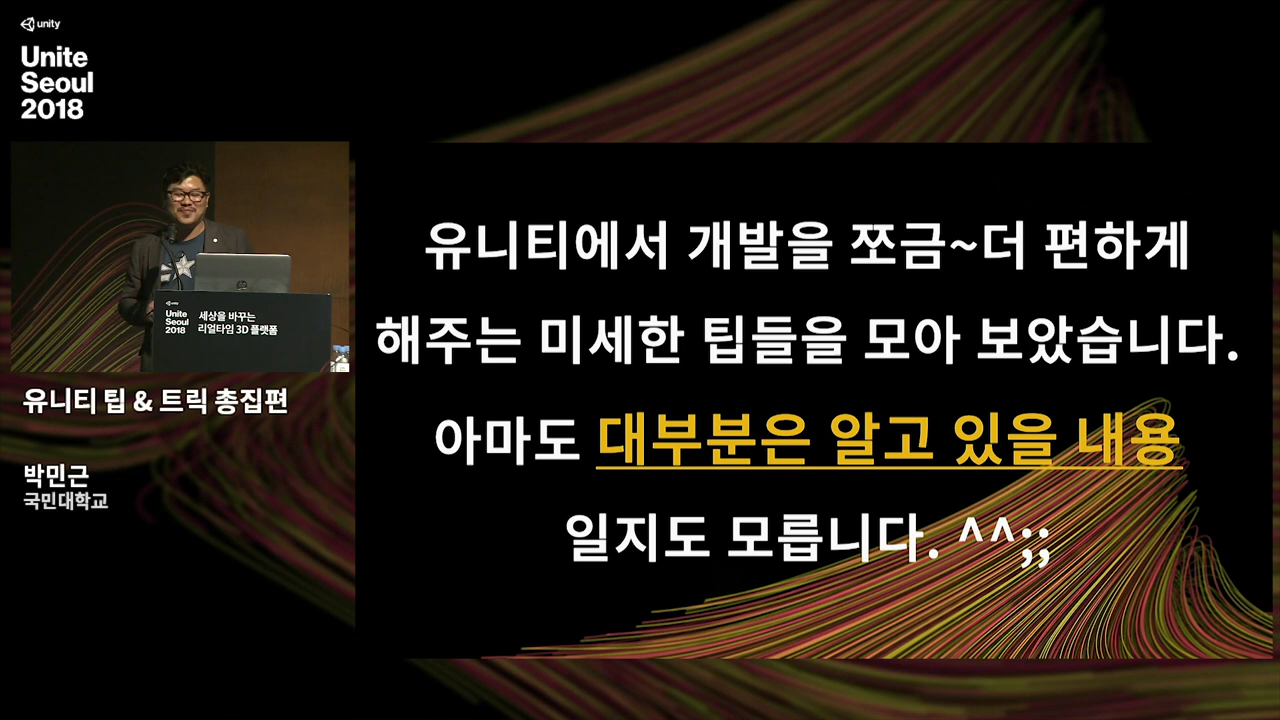 unity
Unite
Seoul
2018
unity
Unite
Seoul
2018
세상을 바꾸는
리얼타임 3D 플랫폼
유니티 팁 & 트릭 총집편
박민근
국민대학교
유니티에서 개발을 쪼금~더 편하게
해주는 미세한 팁들을 모아 보았습니다.
아마도 대부분은 알고 있을 내용
일지도 모릅니다. ^^;;